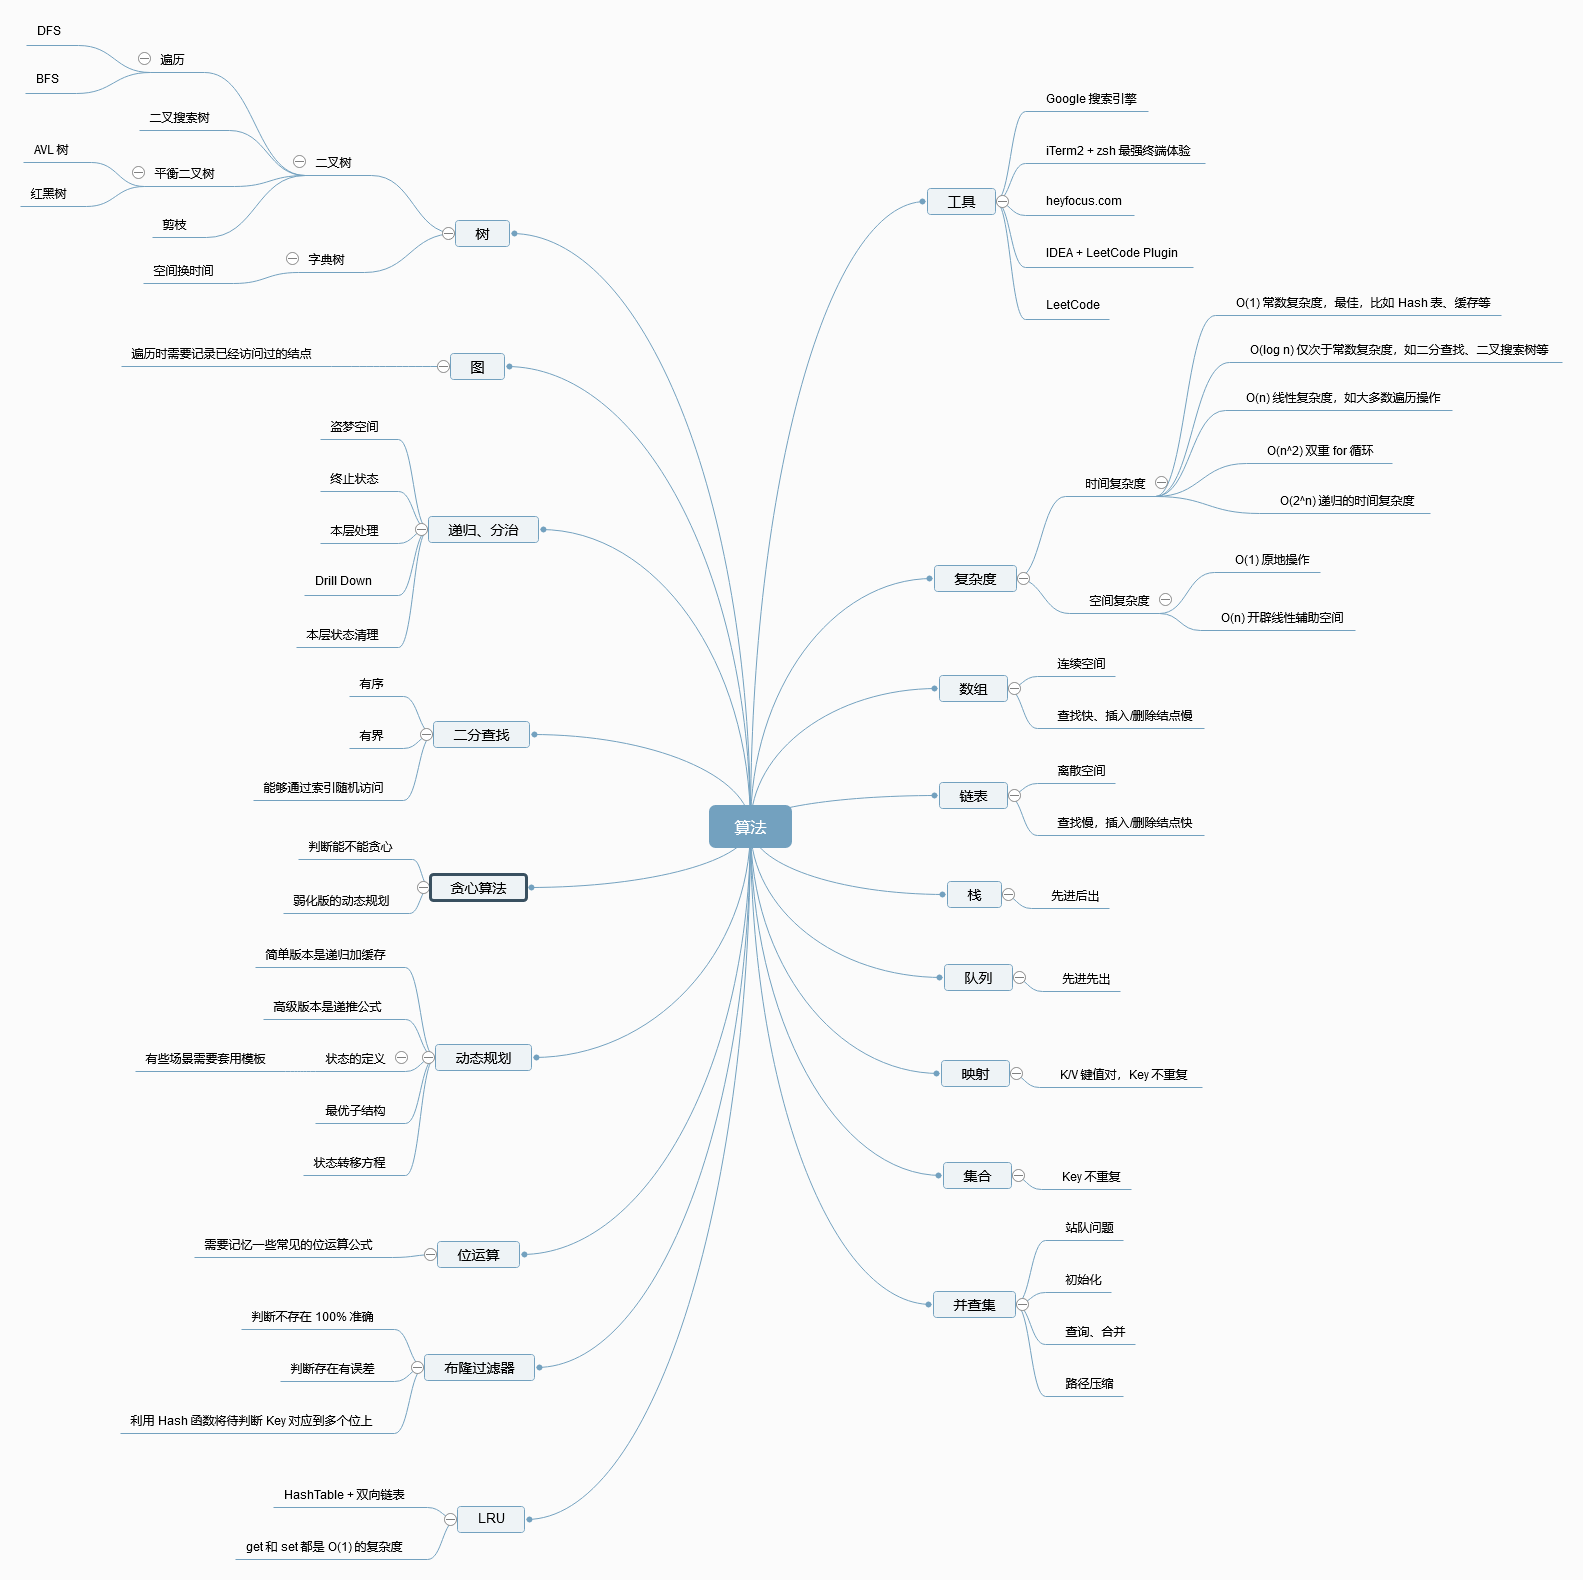 算法
工具
Google 搜索引擎
iTerm2 + zsh 最强终端体验
heyfocus.com
IDEA + LeetCode Plugin
LeetCode
复杂度
时间复杂度
O(1) 常数复杂度，最佳，比如 Hash 表、缓存等
O(log n) 仅次于常数复杂度，如二分查找、二叉搜索树等
O(n) 线性复杂度，如大多数遍历操作
O(n^2) 双重 for 循环
O(2^n) 递归的时间复杂度
空间复杂度
O(1) 原地操作
O(n) 开辟线性辅助空间
数组
连续空间
查找快、插入/删除结点慢
链表
离散空间
查找慢，插入/删除结点快
栈
先进后出
队列
先进先出
映射
K/V 键值对，Key 不重复
集合
Key 不重复
并查集
站队问题
初始化
查询、合并
路径压缩
树
二叉树
遍历
DFS
BFS
二叉搜索树
平衡二叉树
AVL 树
红黑树
剪枝
字典树
空间换时间
图
遍历时需要记录已经访问过的结点
递归、分治
盗梦空间
终止状态
本层处理
Drill Down
本层状态清理
二分查找
有序
有界
能够通过索引随机访问
贪心算法
判断能不能贪心
弱化版的动态规划
动态规划
简单版本是递归加缓存
高级版本是递推公式
状态的定义
有些场景需要套用模板
最优子结构
状态转移方程
位运算
需要记忆一些常见的位运算公式
布隆过滤器
判断不存在 100% 准确
判断存在有误差
利用 Hash 函数将待判断 Key 对应到多个位上
LRU
HashTable + 双向链表
get 和 set 都是 O(1) 的复杂度